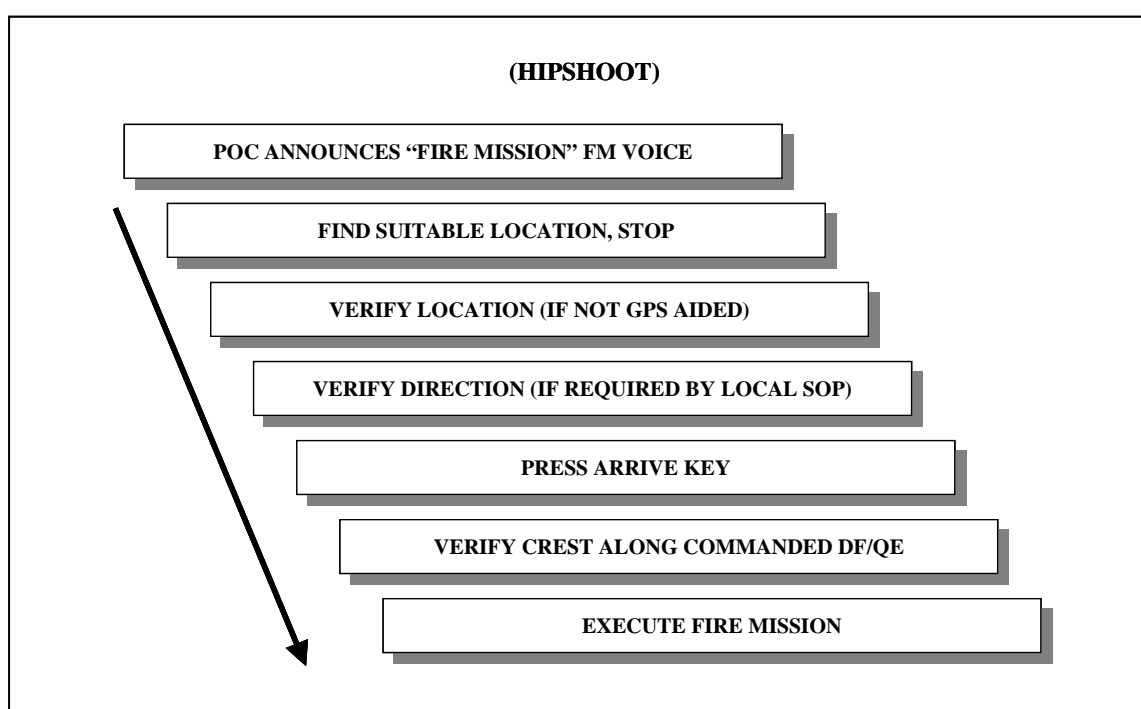 (HIPSHOOT)
POC ANNOUNCES “FIRE MISSION” FM VOICE
FIND SUITABLE LOCATION, STOP
VERIFY LOCATION (IF NOT GPS AIDED)
VERIFY DIRECTION (IF REQUIRED BY LOCAL SOP)
PRESS ARRIVE KEY
VERIFY CREST ALONG COMMANDED DF/QE
EXECUTE FIRE MISSION